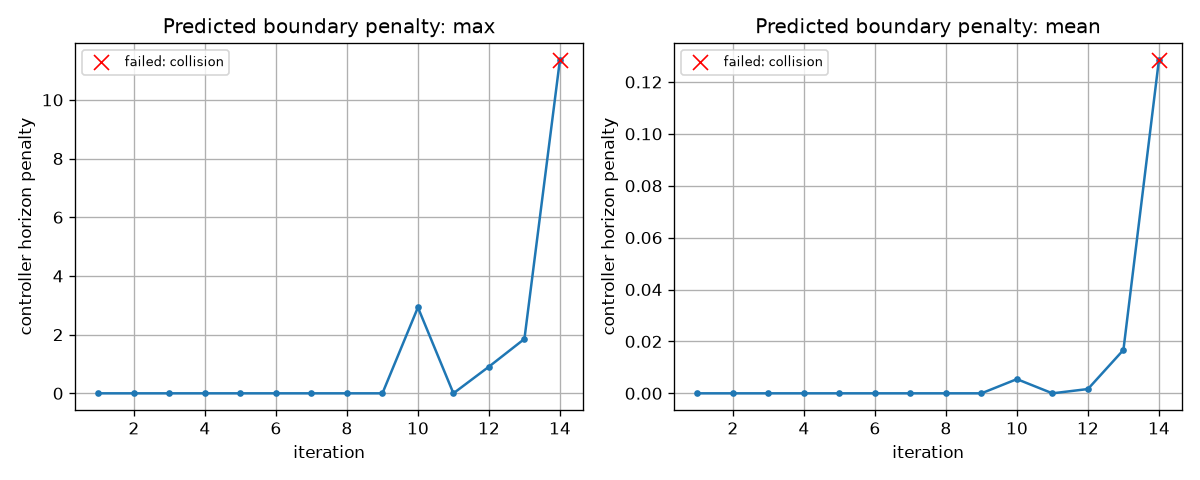 Predicted boundary penalty: max
failed: collision
controller horizon penalty
10
8
6
4
2
0
2 4 6 8 10 12 14
iteration
Predicted boundary penalty: mean
failed: collision
controller horizon penalty
0.12
0.10
0.08
0.06
0.04
0.02
0.00
2 4 6 8 10 12 14
iteration